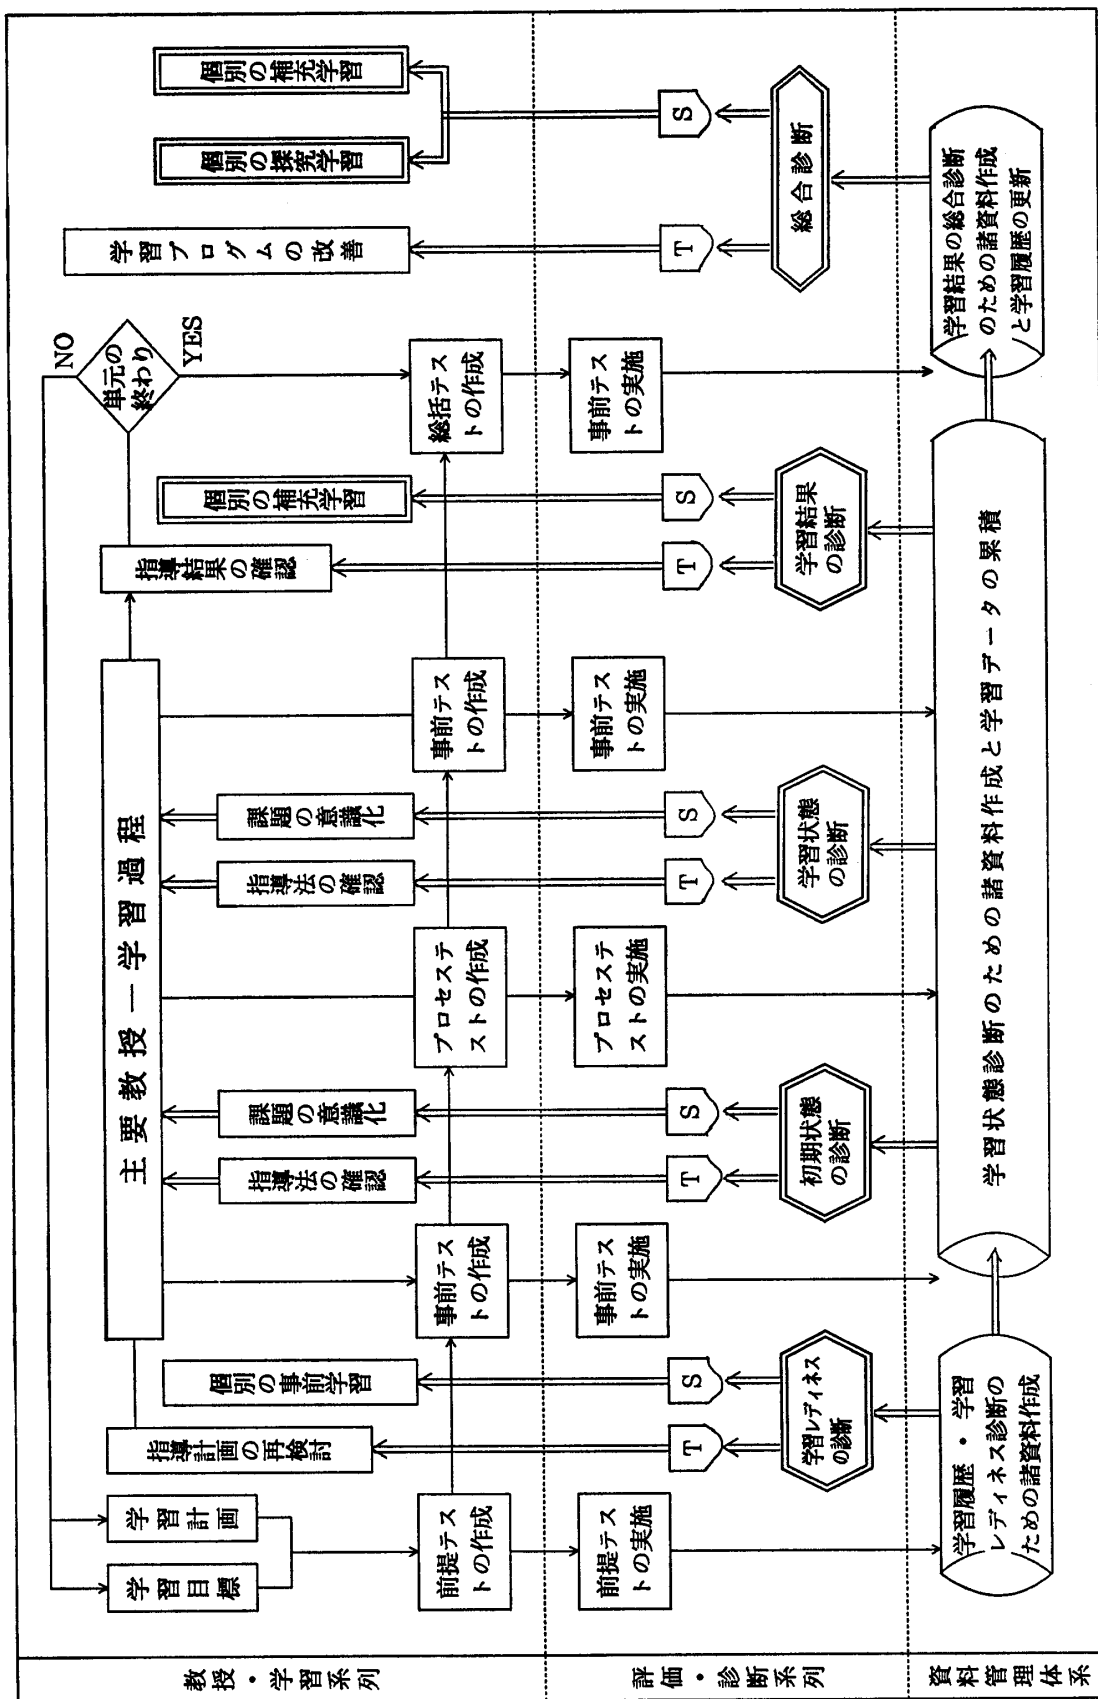 教授・学習系列
学習目標
学習計画
指導計画の再検討
個別の事前学習
主要教授―学習過程
指導法の確認
課題の意識化
指導法の確認
課題の意識化
指導結果の確認
個別の補充学習
単元の
終わり
NO
YES
学習プログムの改善
個別の探究学習
個別の補充学習
前提テス
トの作成
事前テス
トの作成
プロセステ
ストの作成
事前テス
トの作成
総括テス
トの作成
評価・診断系列
前提テス
トの実施
事前テス
トの実施
プロセステ
ストの実施
事前テス
トの実施
事前テス
トの実施
T
S
T
S
T
S
T
S
T
S
学習レディネス
の診断
初期状態
の診断
学習状態
の診断
学習結果
の診断
総合診断
資料管理体系
学習履歴・学習
レディネス診断の
ための諸資料作成
学習状態診断のための諸資料作成と学習データの累積
学習結果の総合診断
のための諸資料作成
と学習履歴の更新